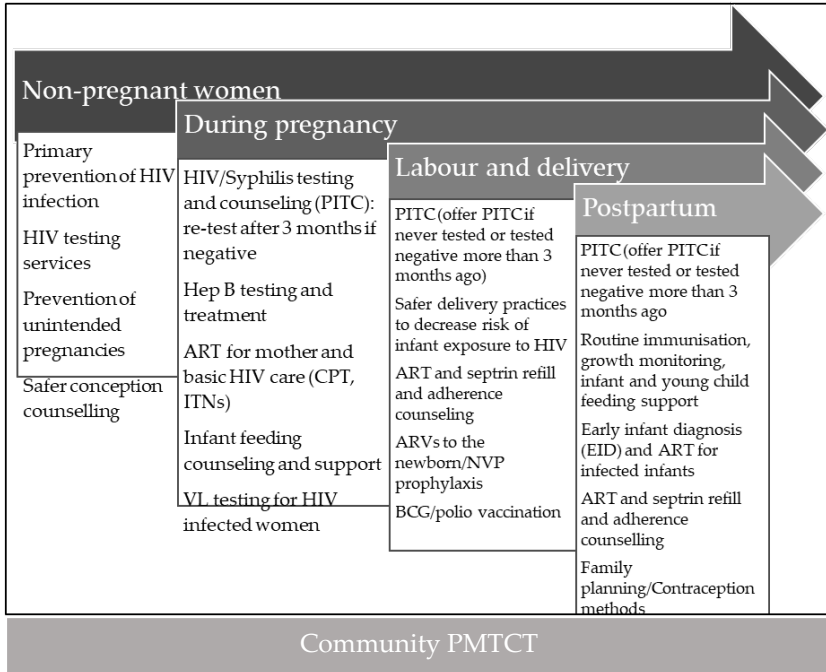 Non-pregnant women
Primary
prevention of HIV
infection
HIV testing
services
Prevention of
unintended
pregnancies
Safer conception
counselling
During pregnancy
HIV/Syphilis testing
and counseling (PITC):
re-test after 3 months if
negative
Hep B testing and
treatment
ART for mother and
basic HIV care (CPT,
ITNs)
Infant feeding
counseling and support
VL testing for HIV
infected women
Labour and delivery
PITC (offer PITC if
never tested or tested
negative more than 3
months ago)
Safer delivery practices
to decrease risk of
infant exposure to HIV
ART and septrin refill
and adherence
counseling
ARVs to the
newborn/NVP
prophylaxis
BCG/polio vaccination
Postpartum
PITC (offer PITC if
never tested or tested
negative more than 3
months ago
Routine immunisation,
growth monitoring,
infant and young child
feeding support
Early infant diagnosis
(EID) and ART for
infected infants
ART and septrin refill
and adherence
counselling
Family
planning/Contraception
methods
Community PMTCT